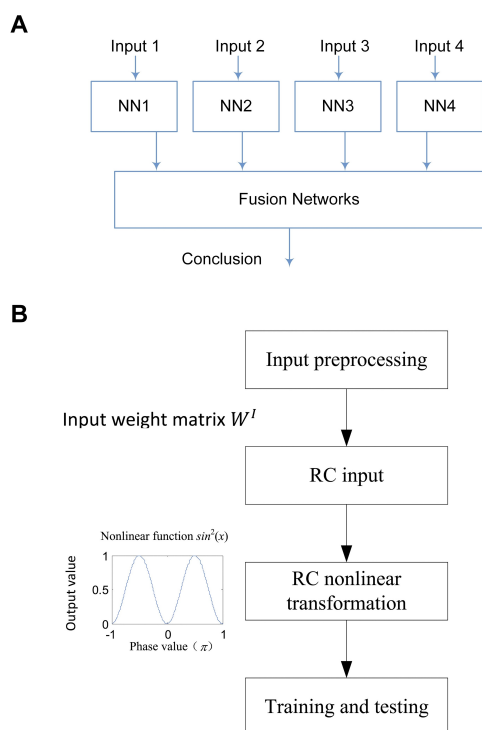 A
Input 1 Input 2 Input 3 Input 4
NN1 NN2 NN3 NN4
Fusion Networks
Conclusion
B
Input preprocessing
Input weight matrix W^I
RC input
Nonlinear function sin²(x)
Output value
1
0.5
0
-1 0 1
Phase value（π）
RC nonlinear
transformation
Training and testing